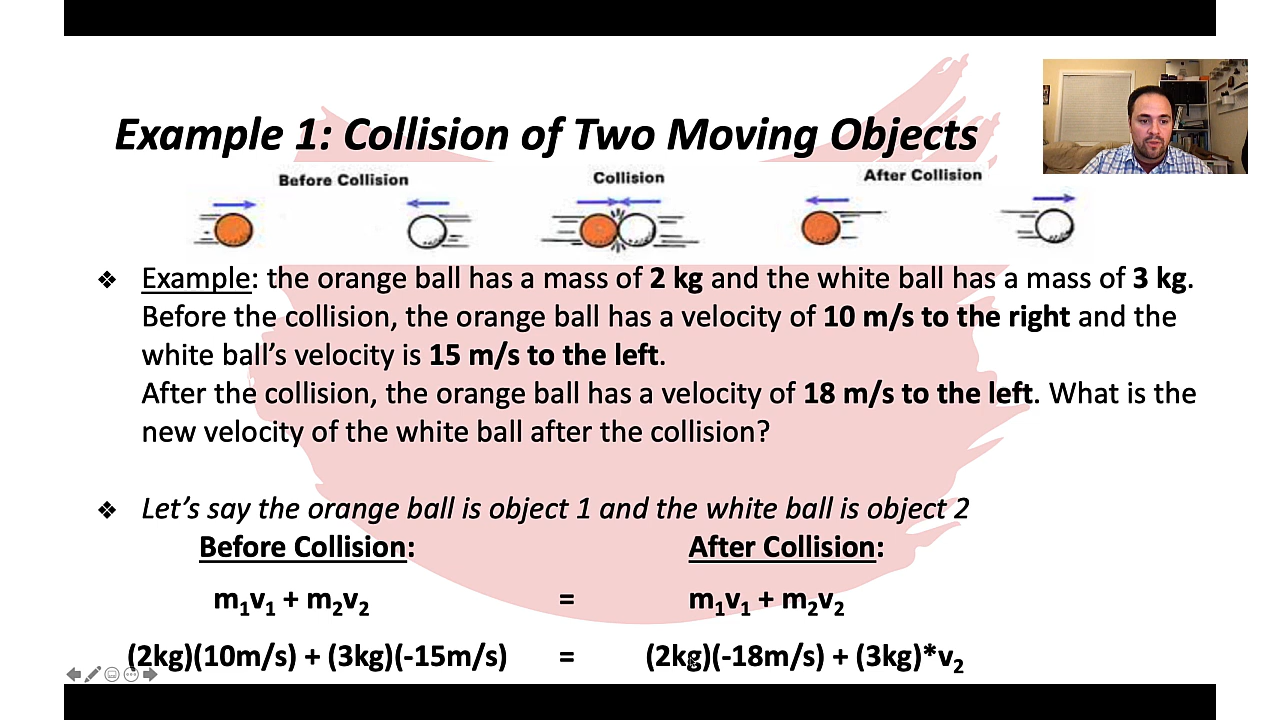 Example 1: Collision of Two Moving Objects
Before Collision
Collision
After Collision
❖ Example: the orange ball has a mass of 2 kg and the white ball has a mass of 3 kg.
Before the collision, the orange ball has a velocity of 10 m/s to the right and the
white ball’s velocity is 15 m/s to the left.
After the collision, the orange ball has a velocity of 18 m/s to the left. What is the
new velocity of the white ball after the collision?
❖ Let’s say the orange ball is object 1 and the white ball is object 2
Before Collision: After Collision:
m₁v₁ + m₂v₂ = m₁v₁ + m₂v₂
(2kg)(10m/s) + (3kg)(-15m/s) = (2kg)(-18m/s) + (3kg)*v₂